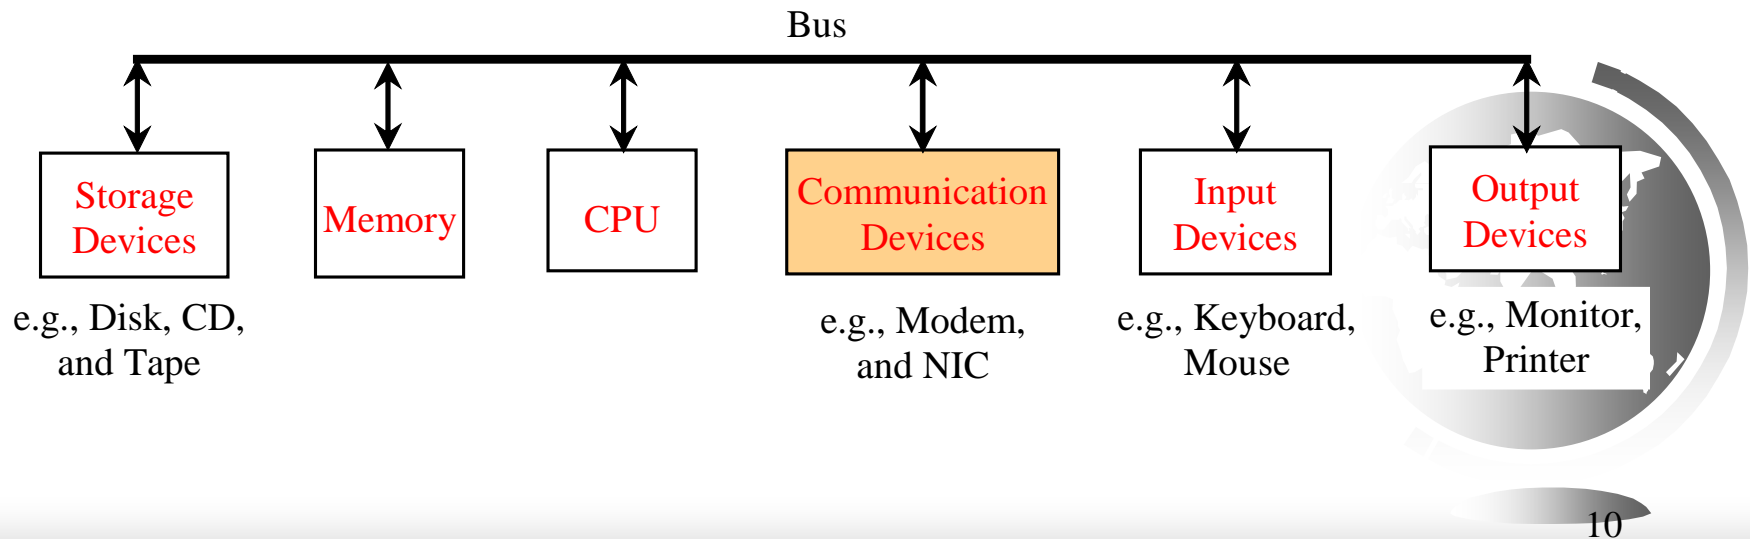 Bus
Storage
Devices
Memory
CPU
Communication
Devices
Input
Devices
Output
Devices
e.g., Disk, CD,
and Tape
e.g., Modem,
and NIC
e.g., Keyboard,
Mouse
e.g., Monitor,
Printer
10